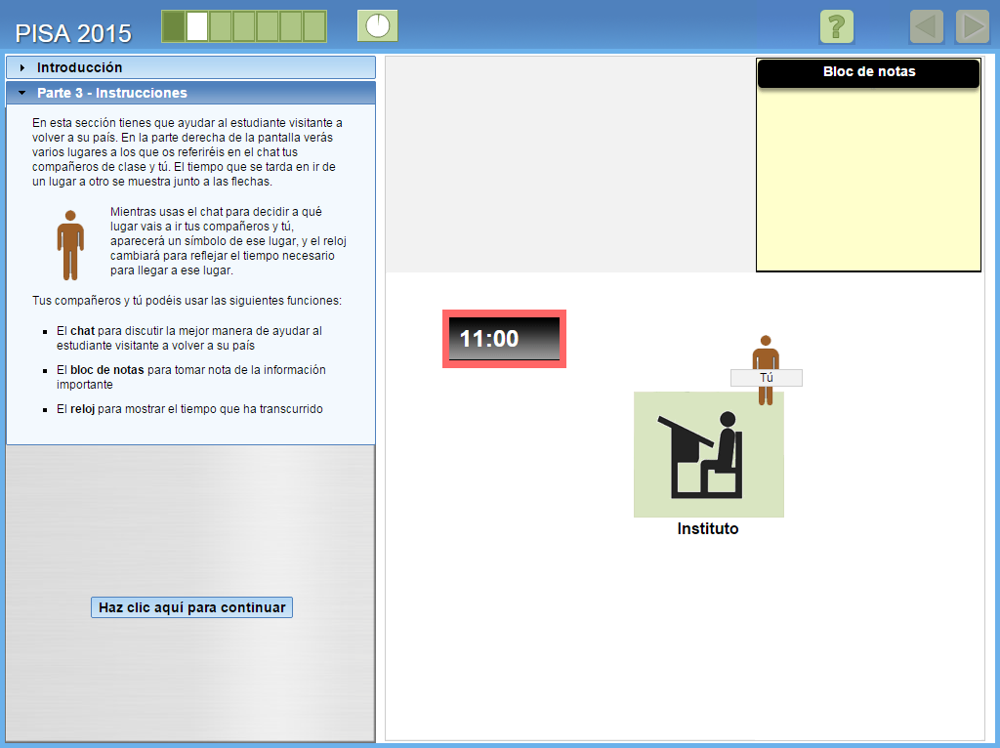 PISA 2015
?
Introducción
Parte 3 - Instrucciones
En esta sección tienes que ayudar al estudiante visitante a
volver a su país. En la parte derecha de la pantalla verás
varios lugares a los que os referiréis en el chat tus
compañeros de clase y tú. El tiempo que se tarda en ir de
un lugar a otro se muestra junto a las flechas.
Mientras usas el chat para decidir a qué
lugar vais a ir tus compañeros y tú,
aparecerá un símbolo de ese lugar, y el reloj
cambiará para reflejar el tiempo necesario
para llegar a ese lugar.
Tus compañeros y tú podéis usar las siguientes funciones:
El chat para discutir la mejor manera de ayudar al
estudiante visitante a volver a su país
El bloc de notas para tomar nota de la información
importante
El reloj para mostrar el tiempo que ha transcurrido
Haz clic aquí para continuar
Bloc de notas
11:00
Tú
Instituto